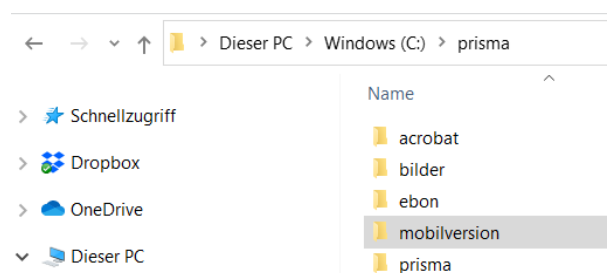 Dieser PC > Windows (C:) > prisma
Name
Schnellzugriff
Dropbox
OneDrive
Dieser PC
acrobat
bilder
ebon
mobilversion
prisma